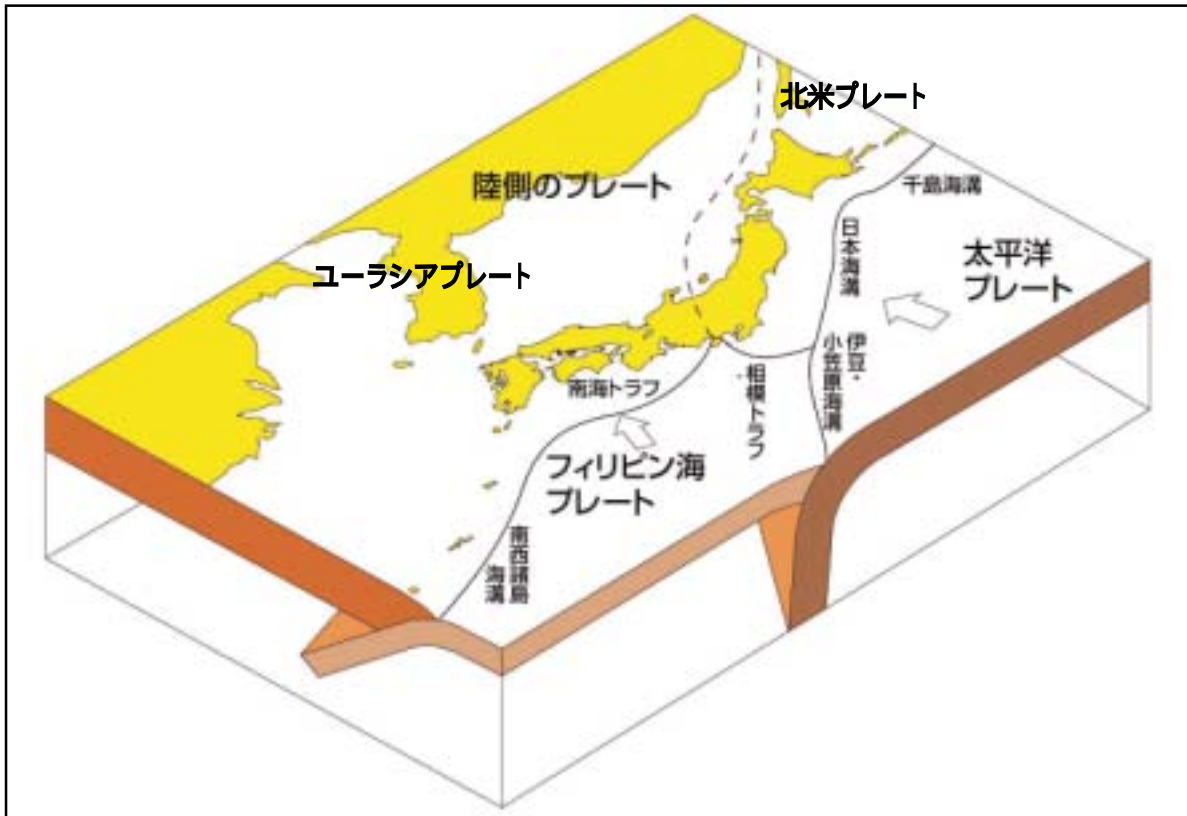 北米プレート
陸側のプレート
千島海溝
ユーラシアプレート
日本海溝
太平洋
プレート
伊豆・
小笠原海溝
南海トラフ
相模トラフ
フィリピン海
プレート
南西諸島
海溝